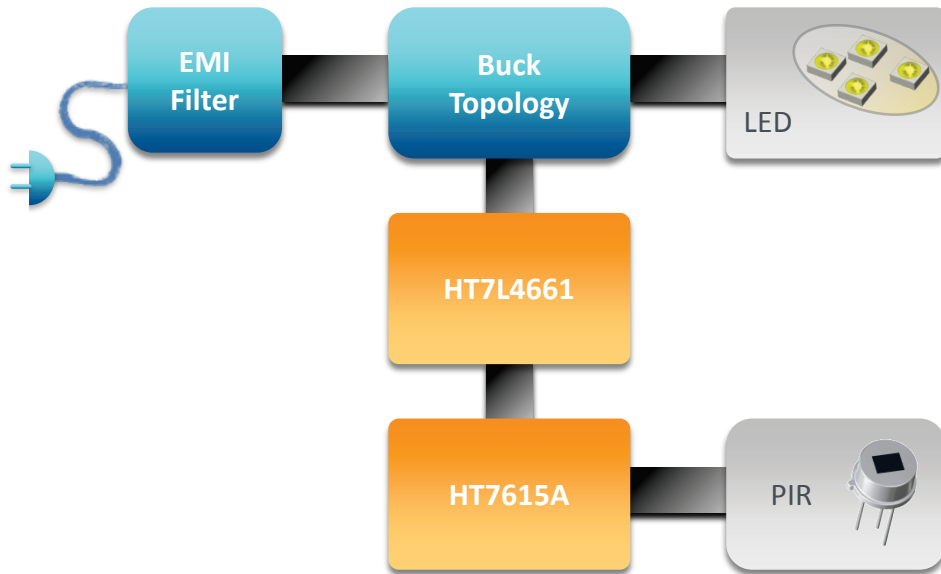 EMI
Filter
Buck
Topology
LED
HT7L4661
HT7615A
PIR